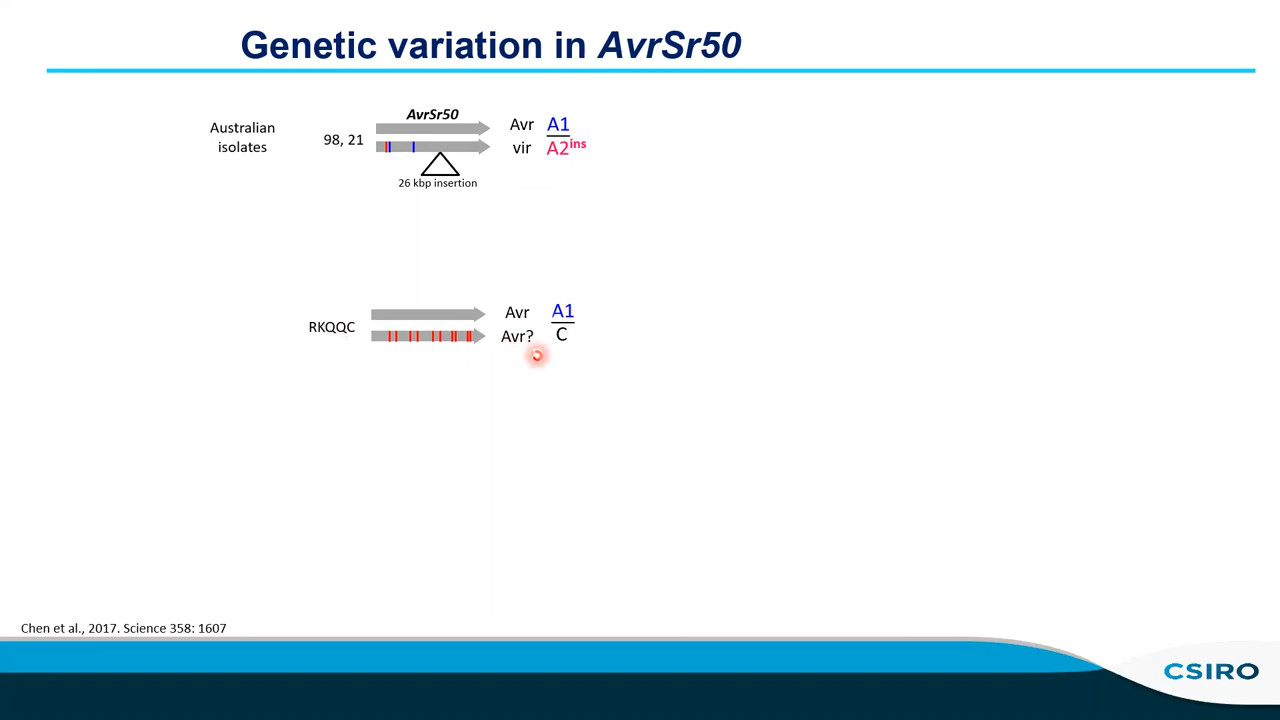 Genetic variation in AvrSr50
Australian
isolates
98, 21
AvrSr50
Avr
vir
A1
A2ins
26 kbp insertion
RKQQC
Avr
Avr?
A1
C
Chen et al., 2017. Science 358: 1607
CSIRO